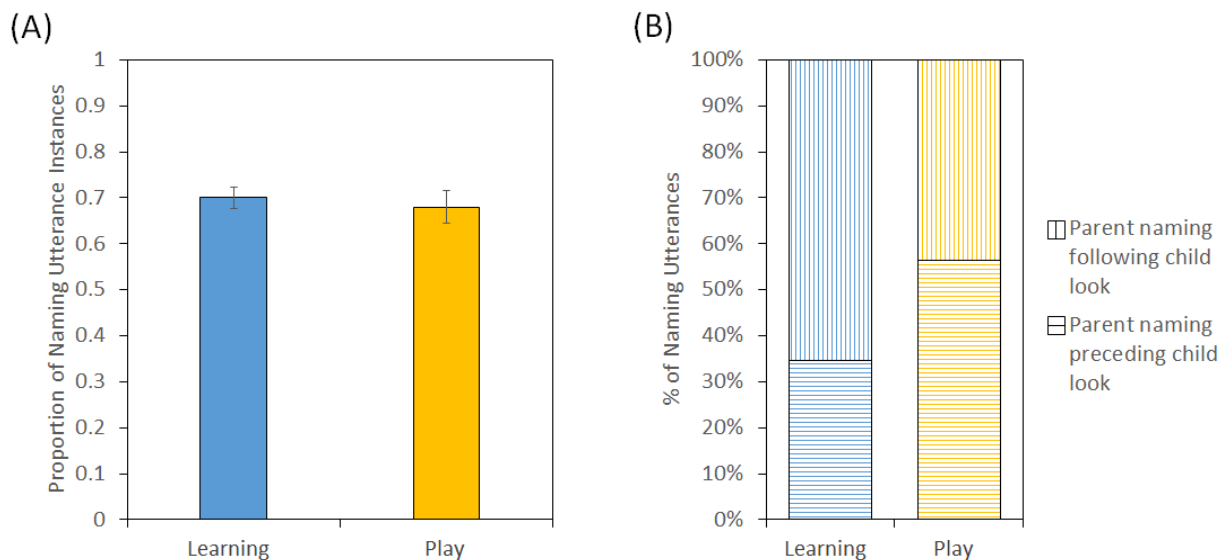 (A)
Proportion of Naming Utterance Instances
1
0.9
0.8
0.7
0.6
0.5
0.4
0.3
0.2
0.1
0
Learning
Play
(B)
% of Naming Utterances
100%
90%
80%
70%
60%
50%
40%
30%
20%
10%
0%
Learning
Play
Parent naming
following child
look
Parent naming
preceding child
look